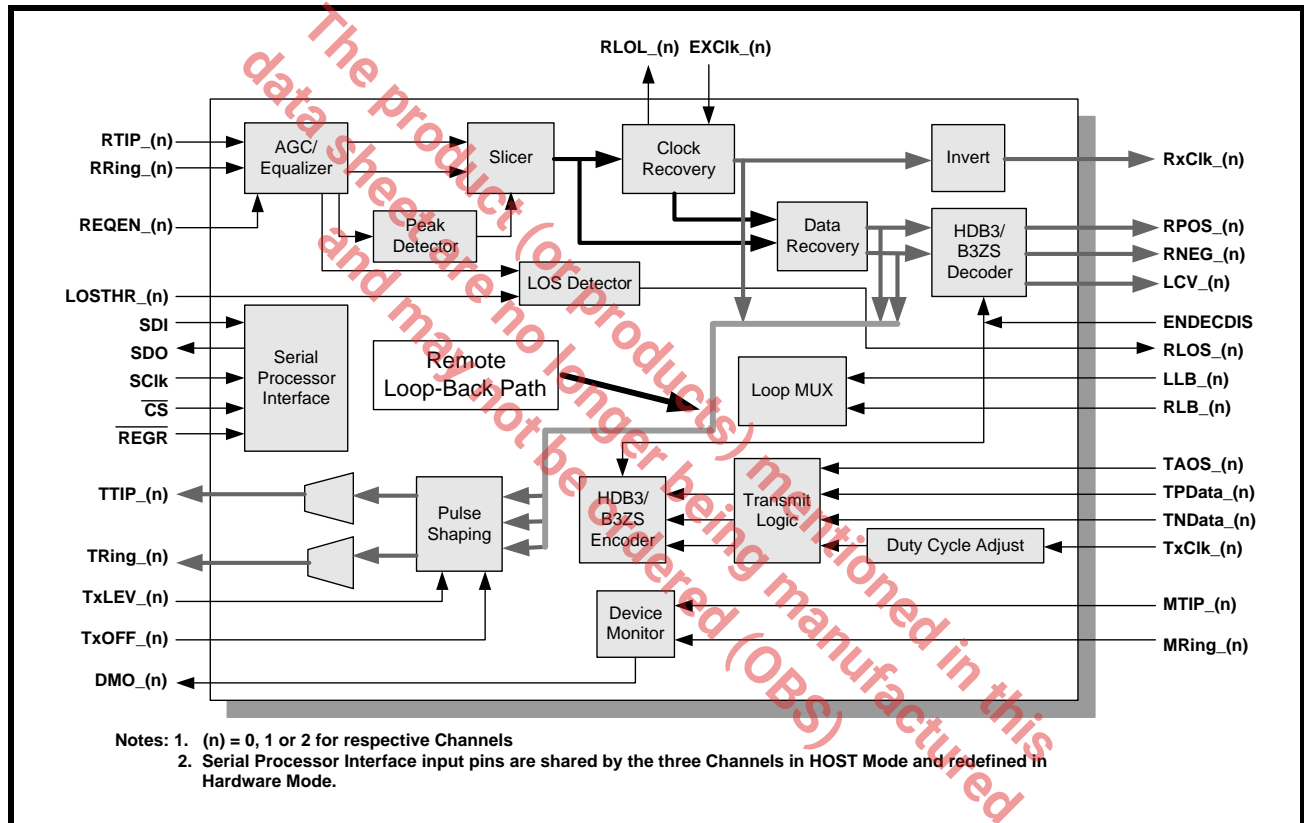 RLOL_(n) EXClk_(n)
RTIP_(n)
RRing_(n)
REQEN_(n)
LOSTHR_(n)
SDI
SDO
SClk
CS
REGR
TTIP_(n)
TRing_(n)
TxLEV_(n)
TxOFF_(n)
DMO_(n)
AGC/
Equalizer
Slicer
Clock
Recovery
Invert
Peak
Detector
Data
Recovery
HDB3/
B3ZS
Decoder
LOS Detector
Serial
Processor
Interface
Remote
Loop-Back Path
Loop MUX
Pulse
Shaping
HDB3/
B3ZS
Encoder
Transmit
Logic
Duty Cycle Adjust
Device
Monitor
RxClk_(n)
RPOS_(n)
RNEG_(n)
LCV_(n)
ENDECDIS
RLOS_(n)
LLB_(n)
RLB_(n)
TAOS_(n)
TPData_(n)
TNData_(n)
TxClk_(n)
MTIP_(n)
MRing_(n)
The product (or products) mentioned in this
data sheet are no longer being manufactured
and may not be ordered (OBS)
Notes: 1. (n) = 0, 1 or 2 for respective Channels
2. Serial Processor Interface input pins are shared by the three Channels in HOST Mode and redefined in
Hardware Mode.